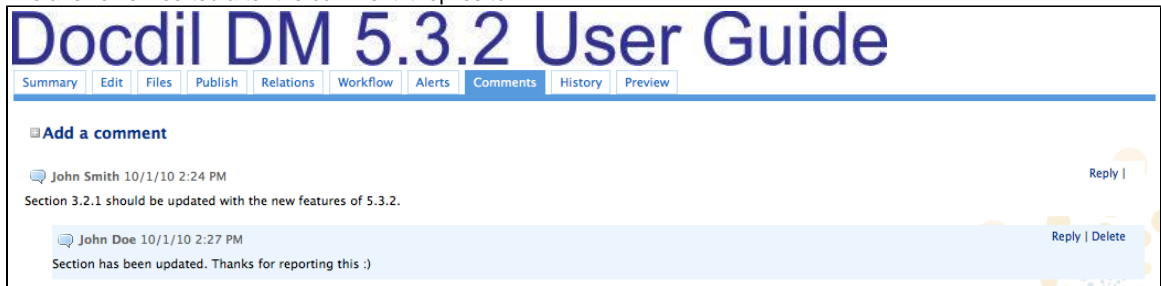 Docdil DM 5.3.2 User Guide
Summary Edit Files Publish Relations Workflow Alerts Comments History Preview
Add a comment
John Smith 10/1/10 2:24 PM Reply |
Section 3.2.1 should be updated with the new features of 5.3.2.
John Doe 10/1/10 2:27 PM Reply | Delete
Section has been updated. Thanks for reporting this :)